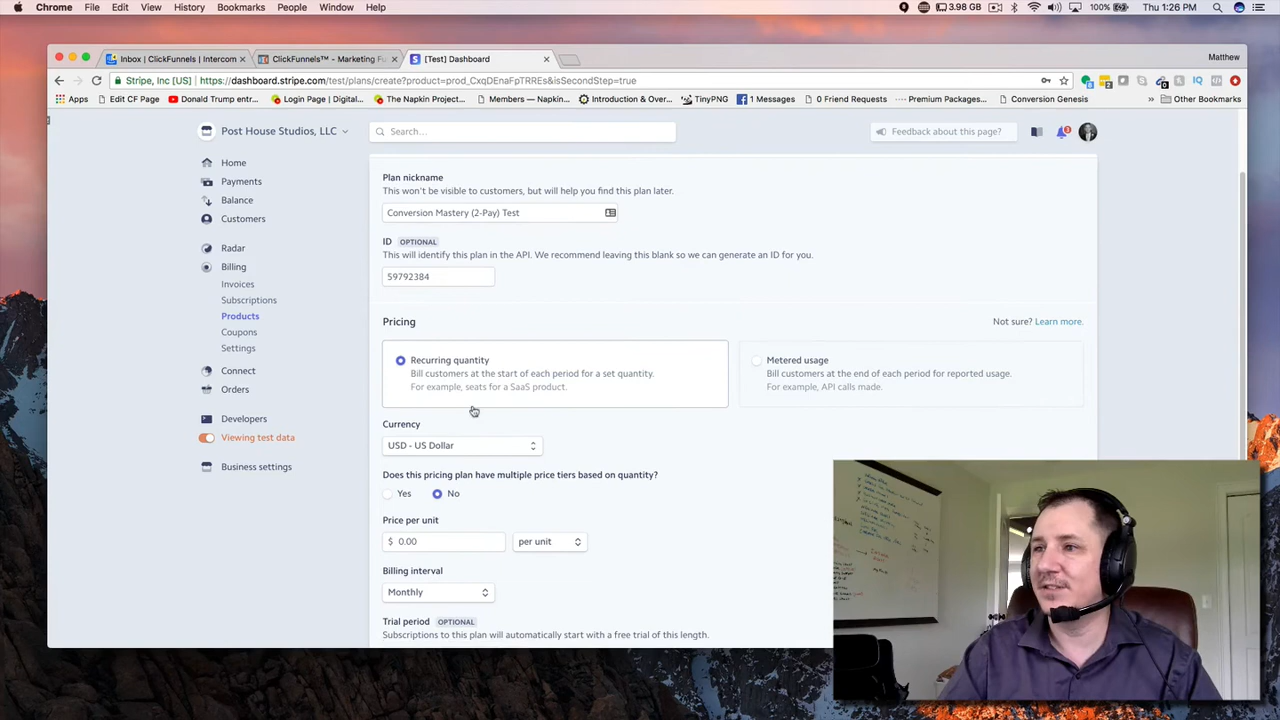 Chrome File Edit View History Bookmarks People Window Help 3.98 GB 100% Thu 1:26 PM
Inbox | ClickFunnels | Intercom ClickFunnels™ - Marketing Fu [Test] Dashboard Matthew
Stripe, Inc [US] https://dashboard.stripe.com/test/plans/create?product=prod_CxqDEnaFpTRREs&isSecondStep=true
Apps Edit CF Page Donald Trump entr... Login Page | Digital... The Napkin Project... Members — Napkin... Introduction & Over... TinyPNG 1 Messages 0 Friend Requests Premium Packages... Conversion Genesis » Other Bookmarks
Post House Studios, LLC Search... Feedback about this page?
Home
Payments
Balance
Customers
Radar
Billing
Invoices
Subscriptions
Products
Coupons
Settings
Connect
Orders
Developers
Viewing test data
Business settings
Plan nickname
This won't be visible to customers, but will help you find this plan later.
Conversion Mastery (2-Pay) Test
ID OPTIONAL
This will identify this plan in the API. We recommend leaving this blank so we can generate an ID for you.
59792384
Pricing Not sure? Learn more.
Recurring quantity
Bill customers at the start of each period for a set quantity.
For example, seats for a SaaS product.
Metered usage
Bill customers at the end of each period for reported usage.
For example, API calls made.
Currency
USD - US Dollar
Does this pricing plan have multiple price tiers based on quantity?
Yes No
Price per unit
$ 0.00 per unit
Billing interval
Monthly
Trial period OPTIONAL
Subscriptions to this plan will automatically start with a free trial of this length.